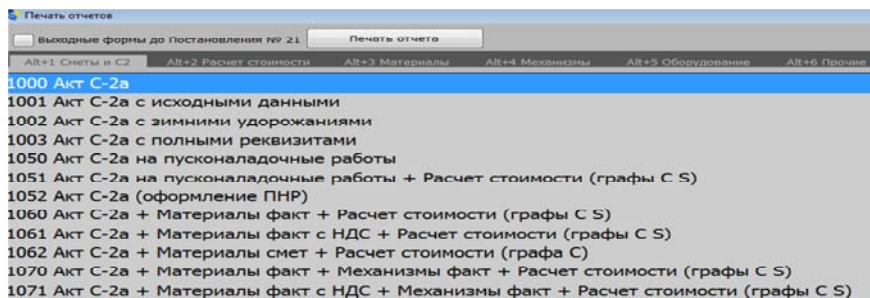 Печать отчетов
Выходные формы до Постановления № 21 Печать отчета
Alt+1 Сметы и С2 Alt+2 Расчет стоимости Alt+3 Материалы Alt+4 Механизмы Alt+5 Оборудование Alt+6 Прочие
1000 Акт С-2а
1001 Акт С-2а с исходными данными
1002 Акт С-2а с зимними удорожаниями
1003 Акт С-2а с полными реквизитами
1050 Акт С-2а на пусконаладочные работы
1051 Акт С-2а на пусконаладочные работы + Расчет стоимости (графы С S)
1052 Акт С-2а (оформление ПНР)
1060 Акт С-2а + Материалы факт + Расчет стоимости (графы С S)
1061 Акт С-2а + Материалы факт с НДС + Расчет стоимости (графы С S)
1062 Акт С-2а + Материалы смет + Расчет стоимости (графа С)
1070 Акт С-2а + Материалы факт + Механизмы факт + Расчет стоимости (графы С S)
1071 Акт С-2а + Материалы факт с НДС + Механизмы факт + Расчет стоимости (графы С S)